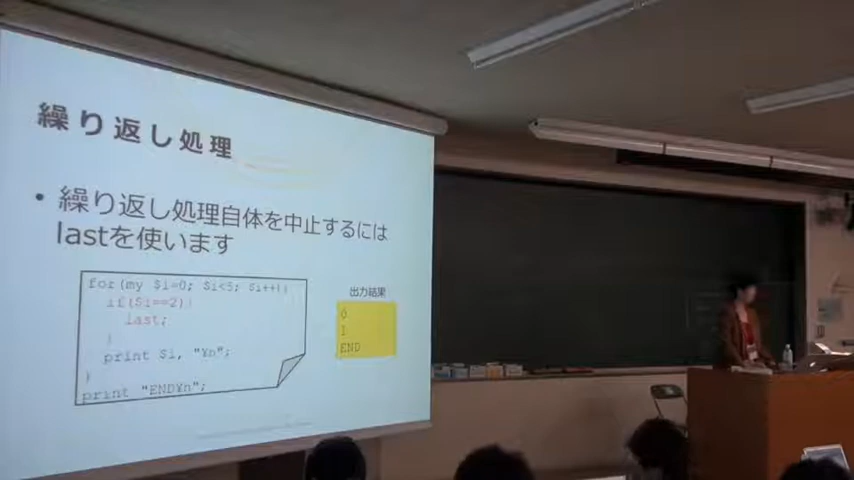 繰り返し処理
• 繰り返し処理自体を中止するには
lastを使います
for(my $i=0; $i<5; $i++){
if($i==2){
last;
}
print $i, "¥n";
}
print "END¥n";
出力結果
0
1
END